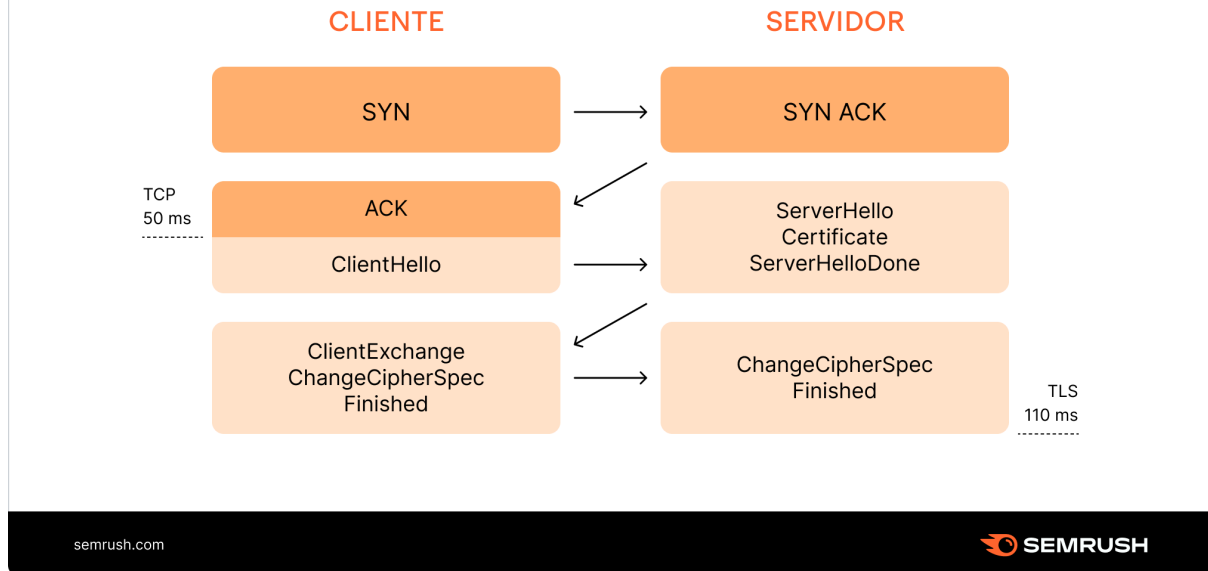 CLIENTE
SERVIDOR
SYN
SYN ACK
TCP
50 ms
ACK
ClientHello
ServerHello
Certificate
ServerHelloDone
ClientExchange
ChangeCipherSpec
Finished
ChangeCipherSpec
Finished
TLS
110 ms
semrush.com
SEMRUSH